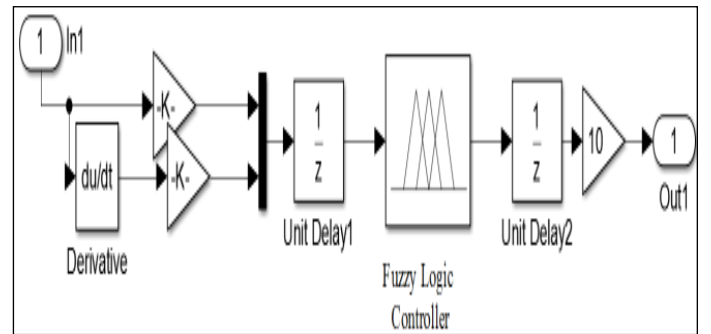 1
In1
-K-
du/dt
-K-
Derivative
1
z
Unit Delay1
Fuzzy Logic
Controller
1
z
Unit Delay2
10
1
Out1